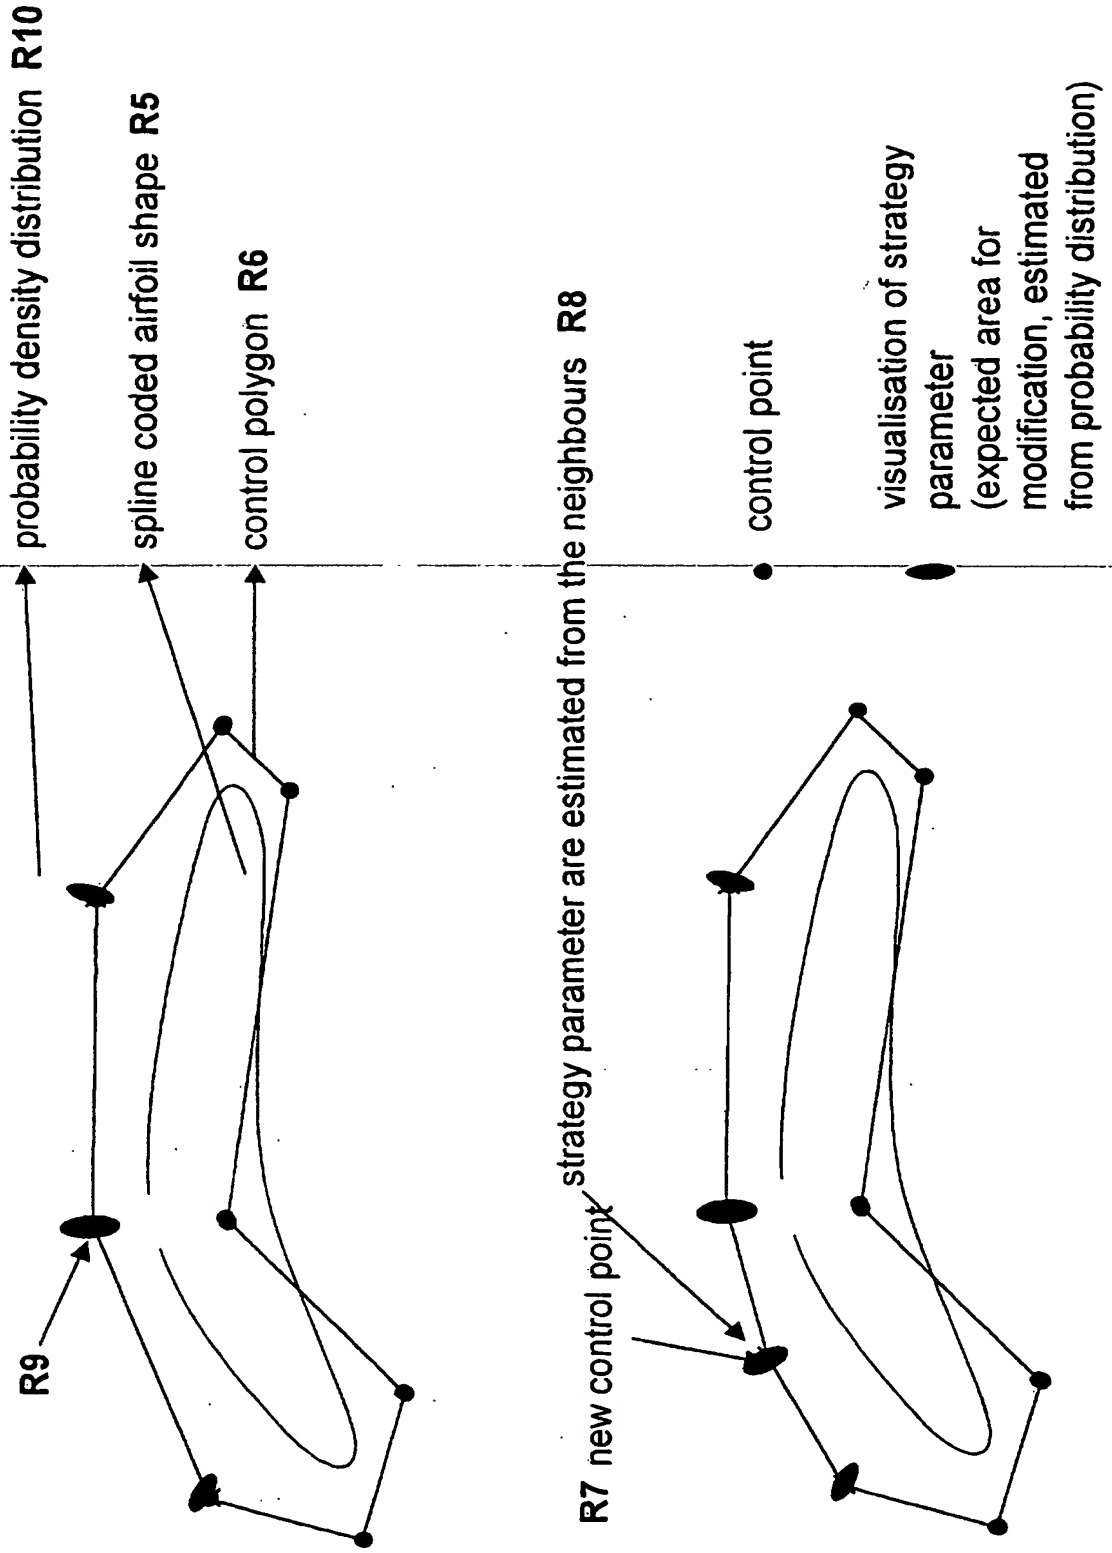 probability density distribution R10
spline coded airfoil shape R5
control polygon R6
R9
strategy parameter are estimated from the neighbours R8
R7 new control point
control point
visualisation of strategy
parameter
(expected area for
modification, estimated
from probability distribution)